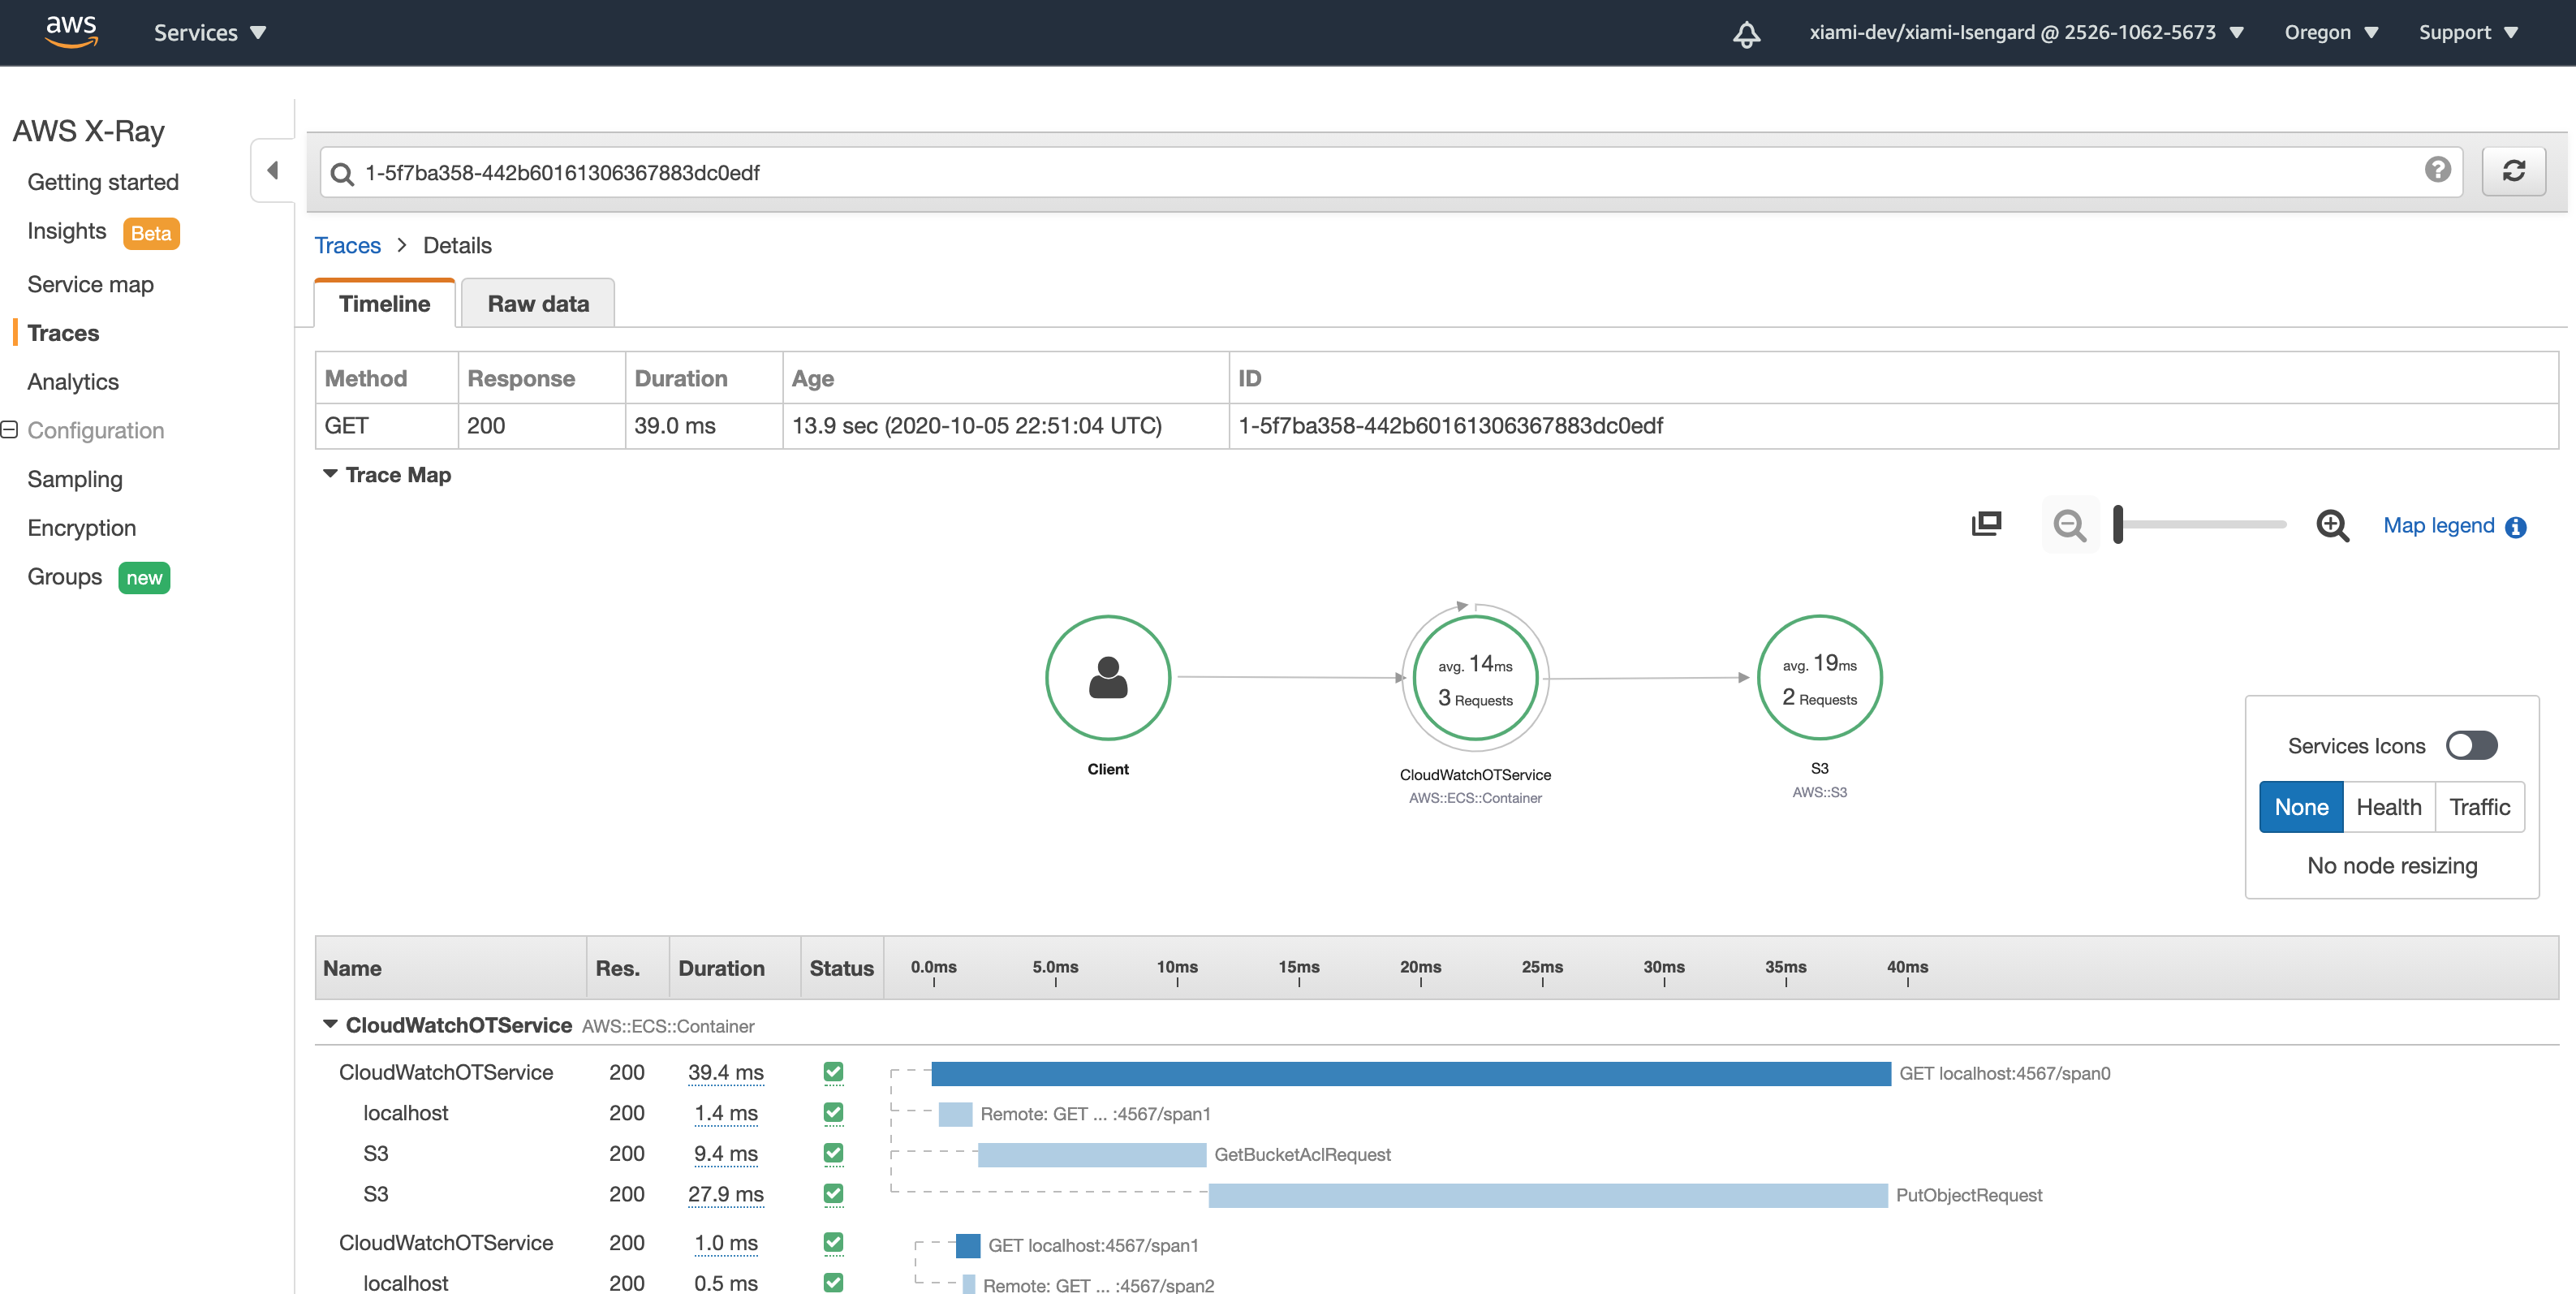 aws Services xiami-dev/xiami-Isengard @ 2526-1062-5673 Oregon Support
AWS X-Ray
Getting started
Insights Beta
Service map
Traces
Analytics
Configuration
Sampling
Encryption
Groups new
1-5f7ba358-442b60161306367883dc0edf
Traces > Details
Timeline Raw data
Method Response Duration Age ID
GET 200 39.0 ms 13.9 sec (2020-10-05 22:51:04 UTC) 1-5f7ba358-442b60161306367883dc0edf
Trace Map
Map legend
avg. 14ms
3 Requests
avg. 19ms
2 Requests
Client
CloudWatchOTService
AWS::ECS::Container
S3
AWS::S3
Services Icons
None Health Traffic
No node resizing
Name Res. Duration Status 0.0ms 5.0ms 10ms 15ms 20ms 25ms 30ms 35ms 40ms
CloudWatchOTService AWS::ECS::Container
CloudWatchOTService 200 39.4 ms GET localhost:4567/span0
localhost 200 1.4 ms Remote: GET ... :4567/span1
S3 200 9.4 ms GetBucketAclRequest
S3 200 27.9 ms PutObjectRequest
CloudWatchOTService 200 1.0 ms GET localhost:4567/span1
localhost 200 0.5 ms Remote: GET ... :4567/span2